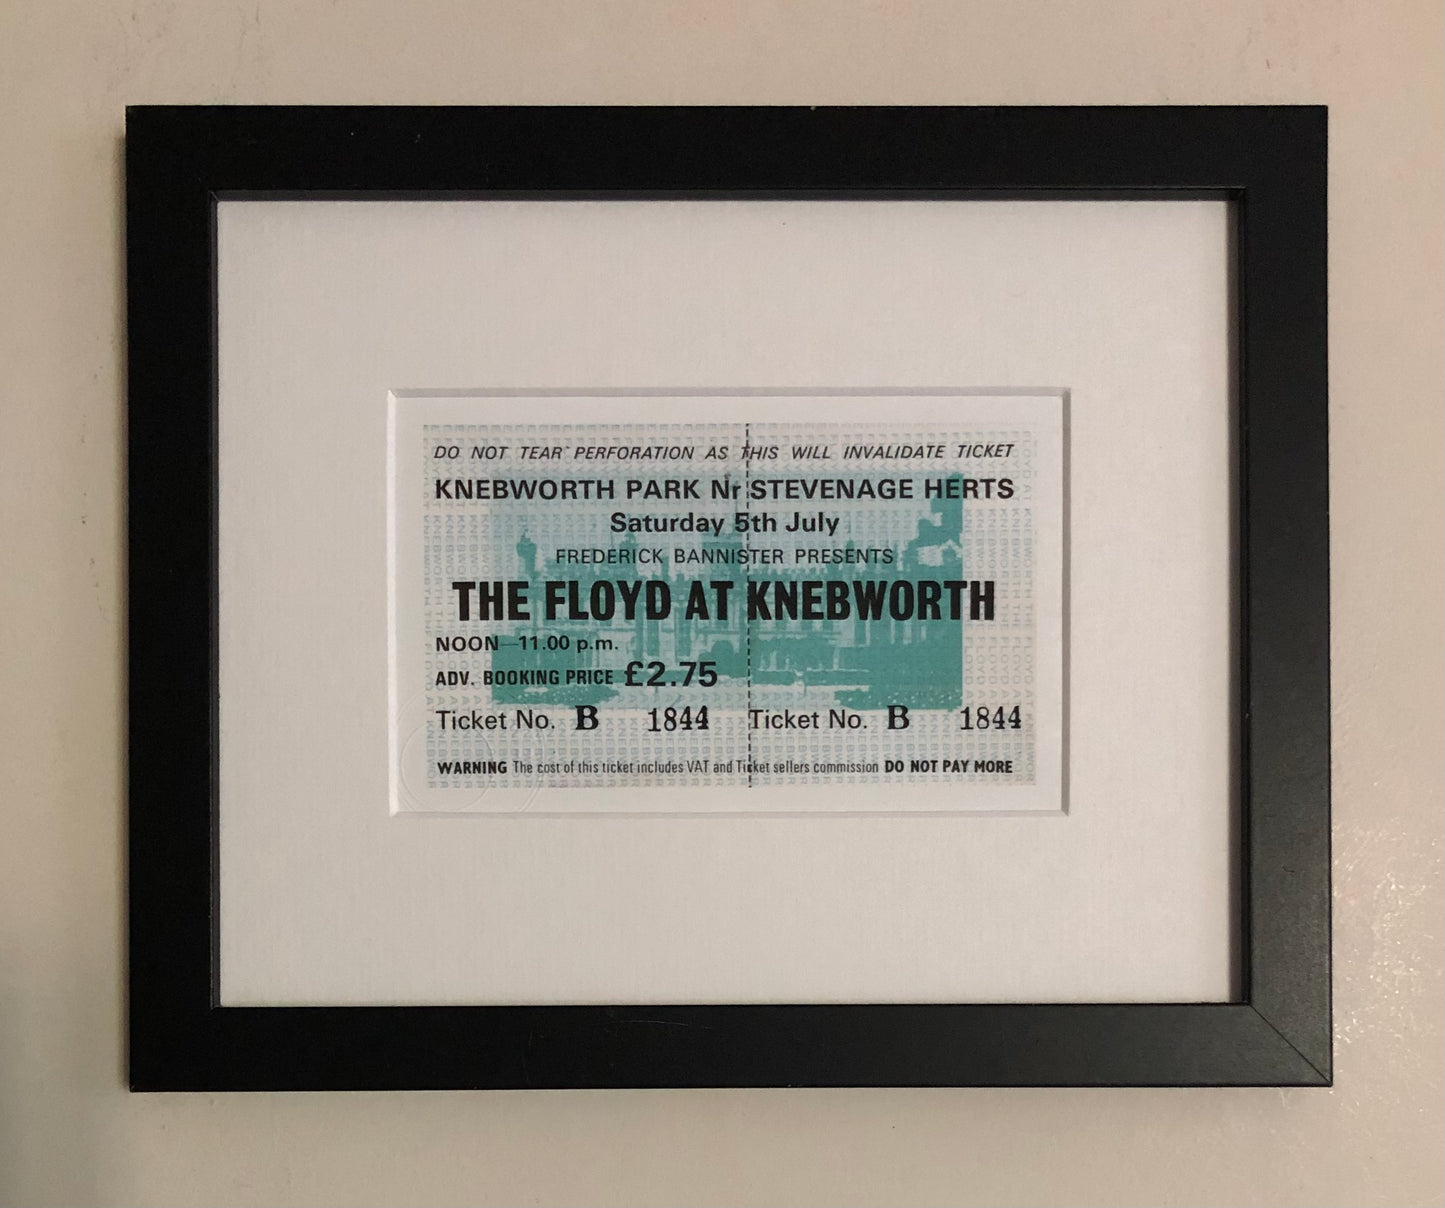 DO NOT TEAR PERFORATION AS THIS WILL INVALIDATE TICKET
KNEBWORTH PARK Nr STEVENAGE HERTS
Saturday 5th July
FREDERICK BANNISTER PRESENTS
THE FLOYD AT KNEBWORTH
NOON—11.00 p.m.
ADV. BOOKING PRICE £2.75
Ticket No. B 1844 Ticket No. B 1844
WARNING The cost of this ticket includes VAT and Ticket sellers commission DO NOT PAY MORE